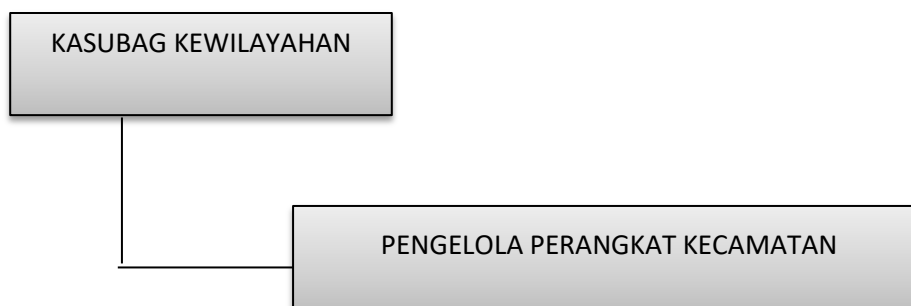 KASUBAG KEWILAYAHAN
PENGELOLA PERANGKAT KECAMATAN